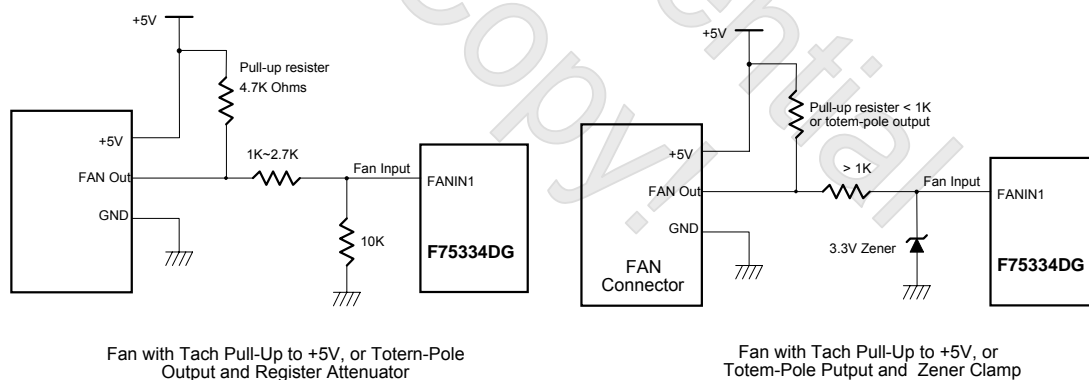 +5V
Pull-up resister
4.7K Ohms
+5V
1K~2.7K
Fan Input
FAN Out
FANIN1
GND
10K
F75334DG
Fan with Tach Pull-Up to +5V, or Totern-Pole
Output and Register Attenuator
+5V
Pull-up resister < 1K
or totem-pole output
+5V
> 1K
Fan Input
FAN Out
FANIN1
GND
3.3V Zener
FAN
Connector
F75334DG
Fan with Tach Pull-Up to +5V, or
Totem-Pole Putput and Zener Clamp
ential
Copy!